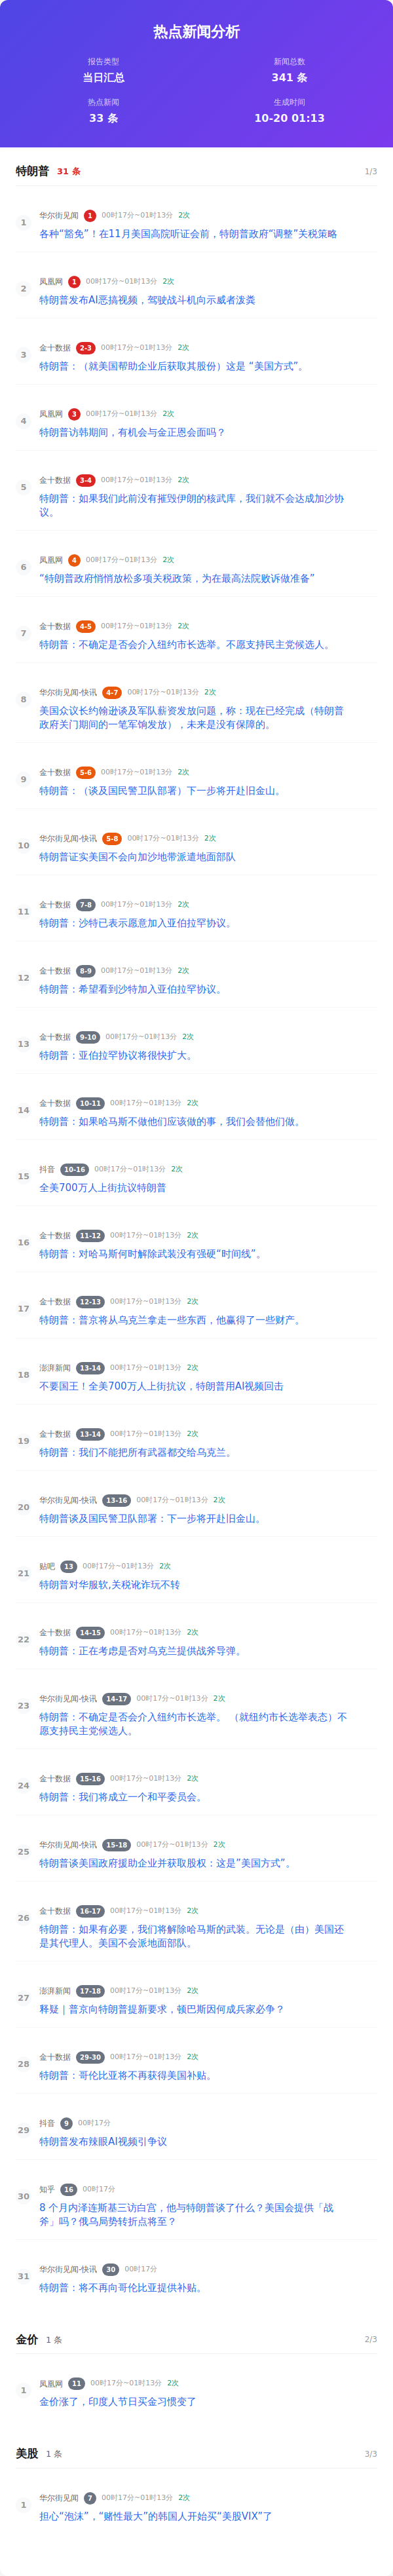 热点新闻分析
报告类型
新闻总数
当日汇总
341 条
热点新闻
生成时间
33 条
10-20 01:13
特朗普 31 条 1/3
1 华尔街见闻 1 00时17分~01时13分 2次
各种“豁免”！在11月美国高院听证会前，特朗普政府“调整”关税策略
2 凤凰网 1 00时17分~01时13分 2次
特朗普发布AI恶搞视频，驾驶战斗机向示威者泼粪
3 金十数据 2-3 00时17分~01时13分 2次
特朗普：（就美国帮助企业后获取其股份）这是 “美国方式”。
4 凤凰网 3 00时17分~01时13分 2次
特朗普访韩期间，有机会与金正恩会面吗？
5 金十数据 3-4 00时17分~01时13分 2次
特朗普：如果我们此前没有摧毁伊朗的核武库，我们就不会达成加沙协
议。
6 凤凰网 4 00时17分~01时13分 2次
“特朗普政府悄悄放松多项关税政策，为在最高法院败诉做准备”
7 金十数据 4-5 00时17分~01时13分 2次
特朗普：不确定是否会介入纽约市长选举。不愿支持民主党候选人。
8 华尔街见闻-快讯 4-7 00时17分~01时13分 2次
美国众议长约翰逊谈及军队薪资发放问题，称：现在已经完成（特朗普
政府关门期间的一笔军饷发放），未来是没有保障的。
9 金十数据 5-6 00时17分~01时13分 2次
特朗普：（谈及国民警卫队部署）下一步将开赴旧金山。
10 华尔街见闻-快讯 5-8 00时17分~01时13分 2次
特朗普证实美国不会向加沙地带派遣地面部队
11 金十数据 7-8 00时17分~01时13分 2次
特朗普：沙特已表示愿意加入亚伯拉罕协议。
12 金十数据 8-9 00时17分~01时13分 2次
特朗普：希望看到沙特加入亚伯拉罕协议。
13 金十数据 9-10 00时17分~01时13分 2次
特朗普：亚伯拉罕协议将很快扩大。
14 金十数据 10-11 00时17分~01时13分 2次
特朗普：如果哈马斯不做他们应该做的事，我们会替他们做。
15 抖音 10-16 00时17分~01时13分 2次
全美700万人上街抗议特朗普
16 金十数据 11-12 00时17分~01时13分 2次
特朗普：对哈马斯何时解除武装没有强硬“时间线”。
17 金十数据 12-13 00时17分~01时13分 2次
特朗普：普京将从乌克兰拿走一些东西，他赢得了一些财产。
18 澎湃新闻 13-14 00时17分~01时13分 2次
不要国王！全美700万人上街抗议，特朗普用AI视频回击
19 金十数据 13-14 00时17分~01时13分 2次
特朗普：我们不能把所有武器都交给乌克兰。
20 华尔街见闻-快讯 13-16 00时17分~01时13分 2次
特朗普谈及国民警卫队部署：下一步将开赴旧金山。
21 贴吧 13 00时17分~01时13分 2次
特朗普对华服软,关税讹诈玩不转
22 金十数据 14-15 00时17分~01时13分 2次
特朗普：正在考虑是否对乌克兰提供战斧导弹。
23 华尔街见闻-快讯 14-17 00时17分~01时13分 2次
特朗普：不确定是否会介入纽约市长选举。 （就纽约市长选举表态）不
愿支持民主党候选人。
24 金十数据 15-16 00时17分~01时13分 2次
特朗普：我们将成立一个和平委员会。
25 华尔街见闻-快讯 15-18 00时17分~01时13分 2次
特朗普谈美国政府援助企业并获取股权：这是“美国方式”。
26 金十数据 16-17 00时17分~01时13分 2次
特朗普：如果有必要，我们将解除哈马斯的武装。无论是（由）美国还
是其代理人。美国不会派地面部队。
27 澎湃新闻 17-18 00时17分~01时13分 2次
释疑｜普京向特朗普提新要求，顿巴斯因何成兵家必争？
28 金十数据 29-30 00时17分~01时13分 2次
特朗普：哥伦比亚将不再获得美国补贴。
29 抖音 9 00时17分
特朗普发布辣眼AI视频引争议
30 知乎 16 00时17分
8 个月内泽连斯基三访白宫，他与特朗普谈了什么？美国会提供「战
斧」吗？俄乌局势转折点将至？
31 华尔街见闻-快讯 30 00时17分
特朗普：将不再向哥伦比亚提供补贴。
金价 1 条 2/3
1 凤凰网 11 00时17分~01时13分 2次
金价涨了，印度人节日买金习惯变了
美股 1 条 3/3
1 华尔街见闻 7 00时17分~01时13分 2次
担心“泡沫”，“赌性最大”的韩国人开始买“美股VIX”了